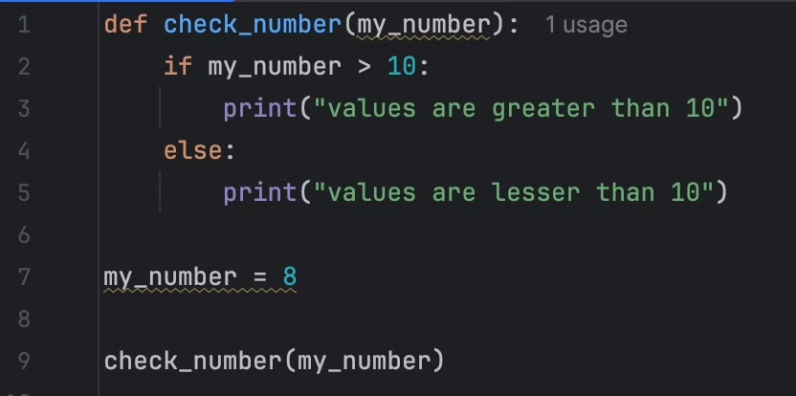 1 def check_number(my_number): 1 usage
2     if my_number > 10:
3         print("values are greater than 10")
4     else:
5         print("values are lesser than 10")
6
7 my_number = 8
8
9 check_number(my_number)